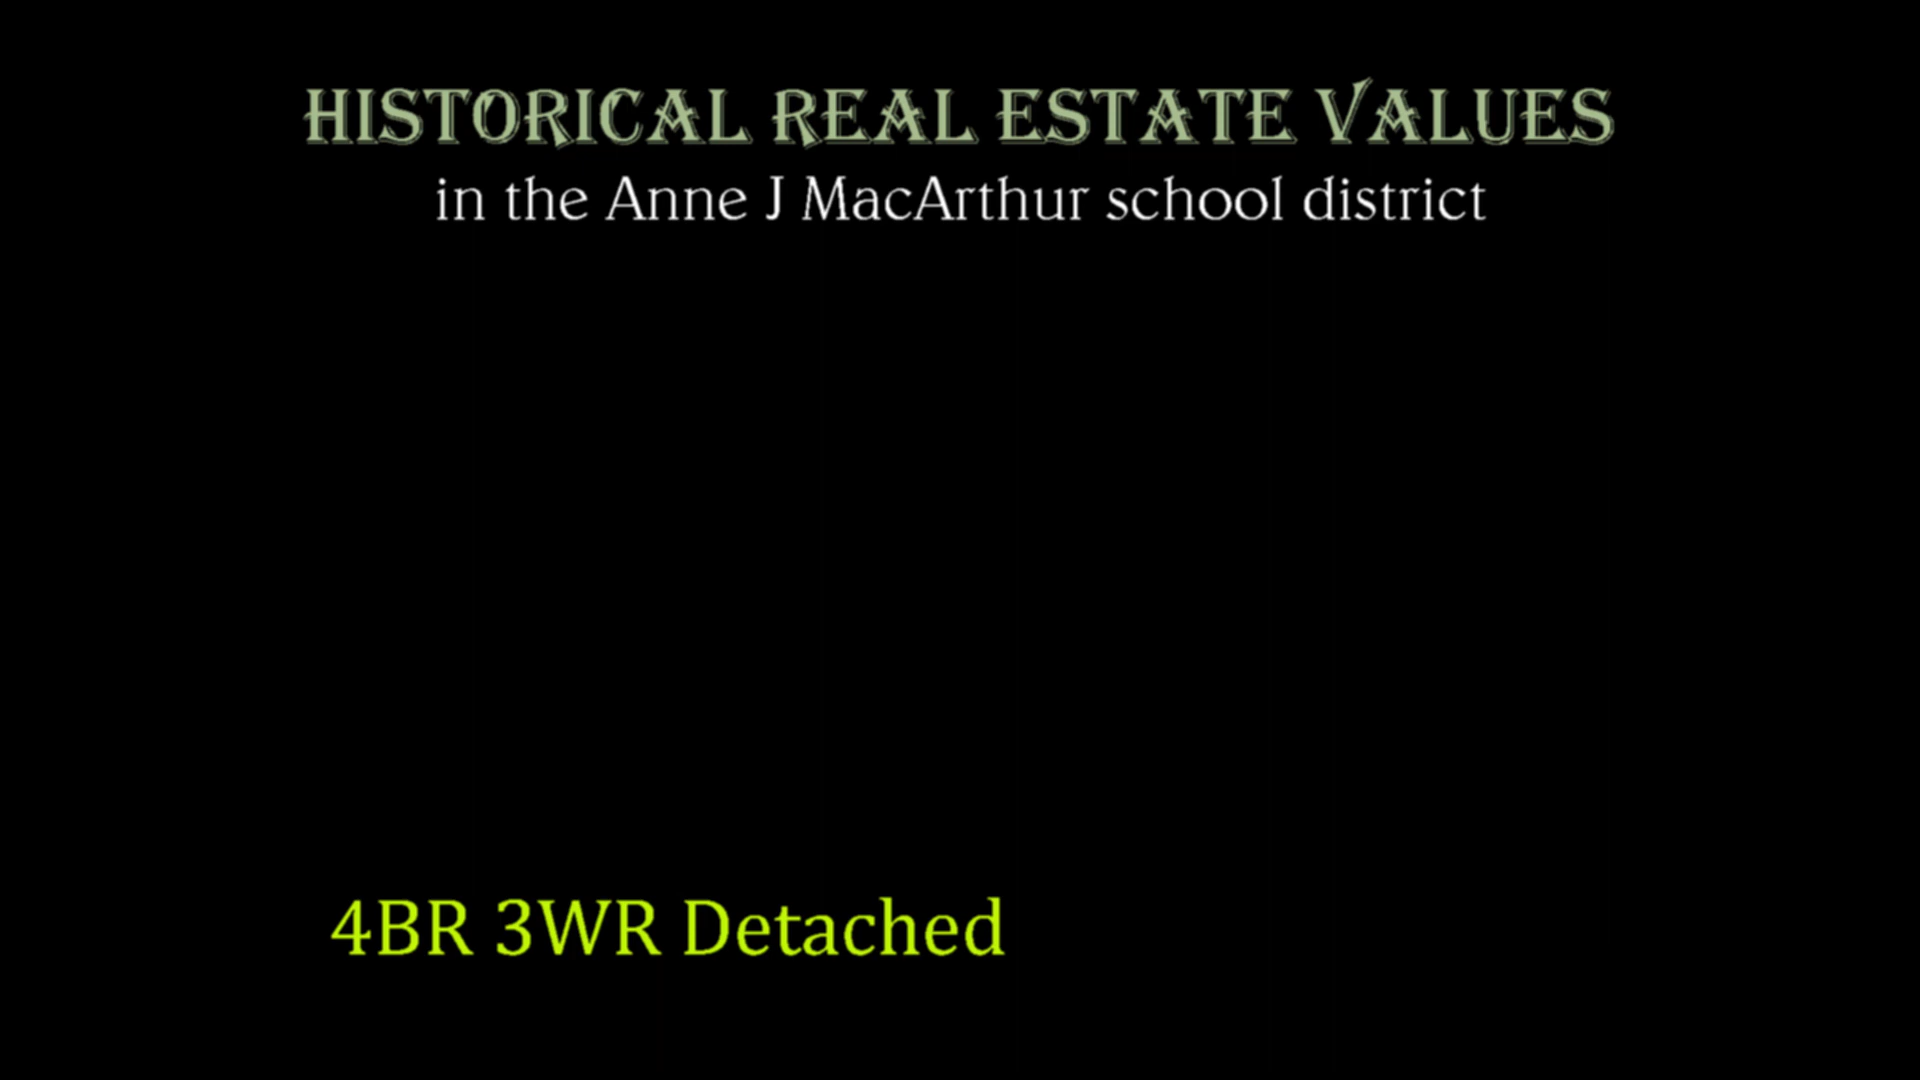 HISTORICAL REAL ESTATE VALUES
in the Anne J MacArthur school district
4BR 3WR Detached